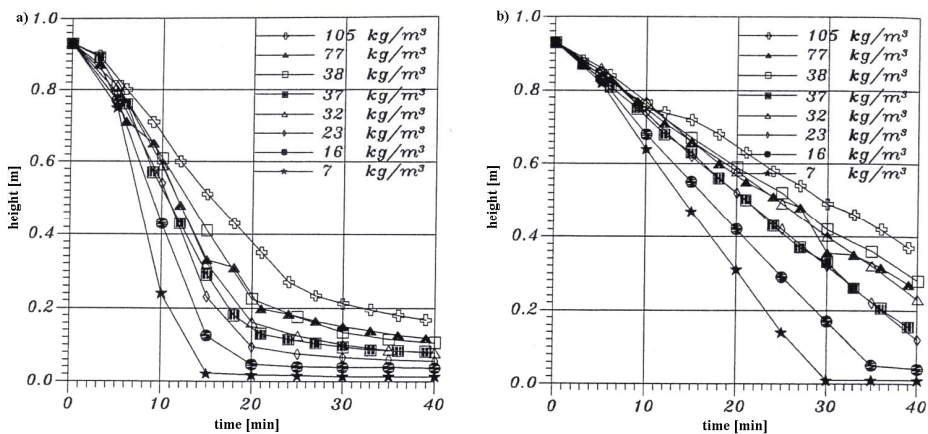 a)
1.0
0.8
0.6
0.4
0.2
0.0
height [m]
105 kg/m³
77 kg/m³
38 kg/m³
37 kg/m³
32 kg/m³
23 kg/m³
16 kg/m³
7 kg/m³
0 10 20 30 40
time [min]
b)
1.0
0.8
0.6
0.4
0.2
0.0
height [m]
105 kg/m³
77 kg/m³
38 kg/m³
37 kg/m³
32 kg/m³
23 kg/m³
16 kg/m³
7 kg/m³
0 10 20 30 40
time [min]